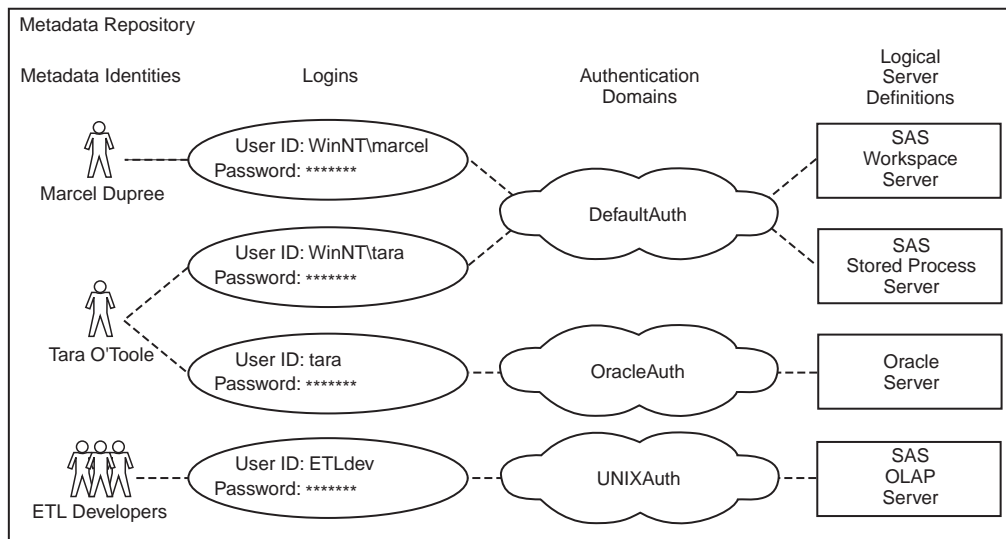 Metadata Repository
Metadata Identities
Logins
Authentication
Domains
Logical
Server
Definitions
Marcel Dupree
User ID: WinNT\marcel
Password: *******
DefaultAuth
SAS
Workspace
Server
Tara O'Toole
User ID: WinNT\tara
Password: *******
SAS
Stored Process
Server
User ID: tara
Password: *******
OracleAuth
Oracle
Server
ETL Developers
User ID: ETLdev
Password: *******
UNIXAuth
SAS
OLAP
Server